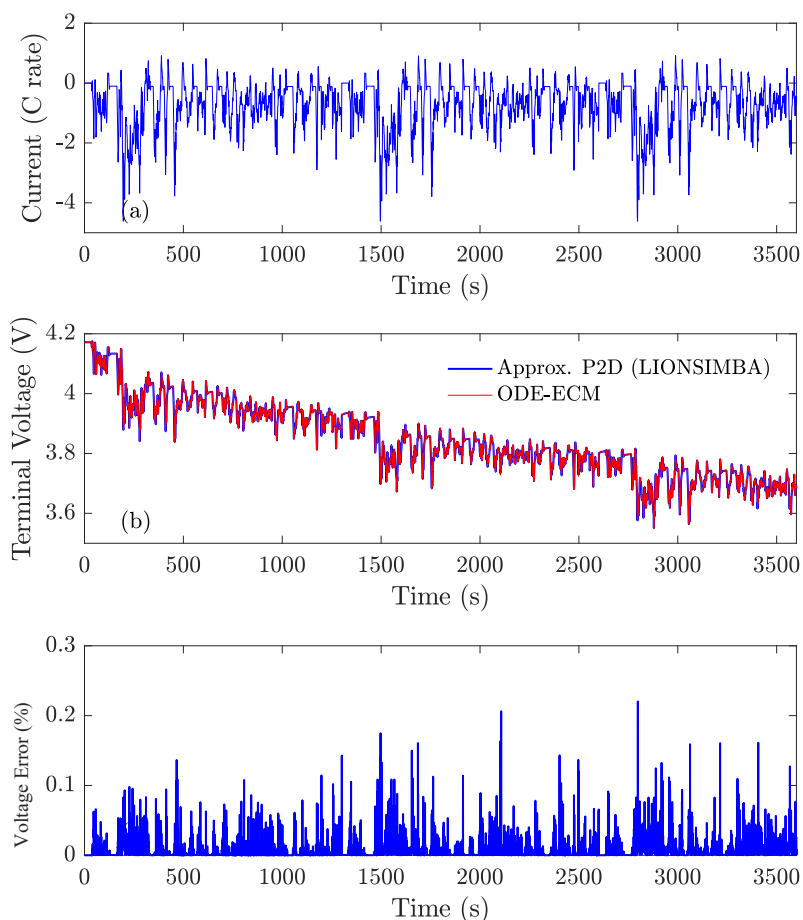 2
0
-2
-4
Current (C rate)
(a)
0 500 1000 1500 2000 2500 3000 3500
Time (s)
4.2
4
3.8
3.6
Terminal Voltage (V)
Approx. P2D (LIONSIMBA)
ODE-ECM
(b)
0 500 1000 1500 2000 2500 3000 3500
Time (s)
0.3
0.2
0.1
0
Voltage Error (%)
0 500 1000 1500 2000 2500 3000 3500
Time (s)